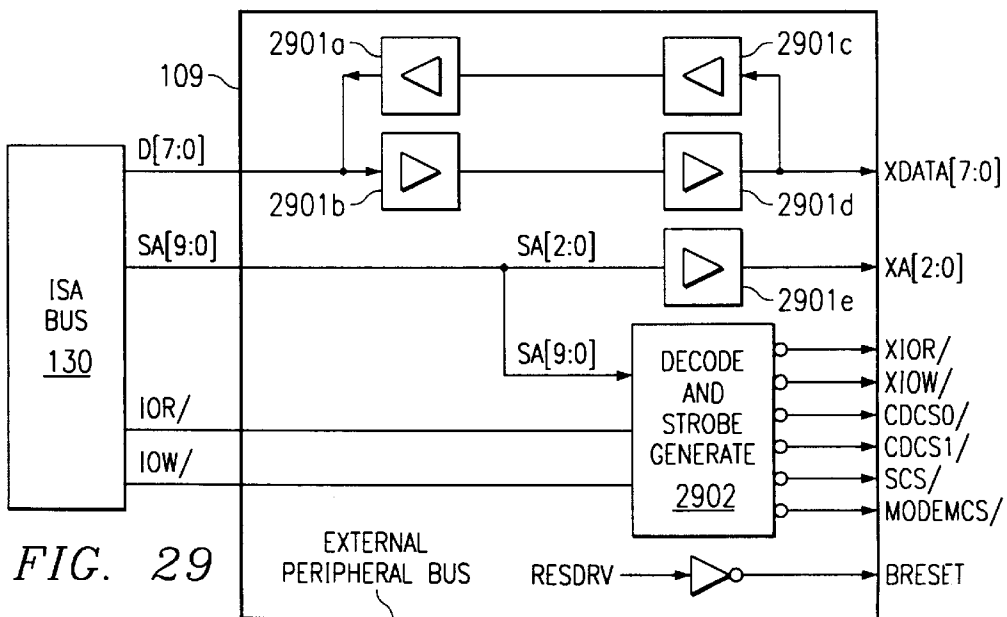 2901a
2901c
109
D[7:0]
XDATA[7:0]
2901b
2901d
SA[9:0]
SA[2:0]
XA[2:0]
2901e
ISA
BUS
130
SA[9:0]
DECODE
AND
STROBE
GENERATE
2902
XIOR/
XIOW/
CDCS0/
CDCS1/
SCS/
MODEMCS/
IOR/
IOW/
FIG. 29
EXTERNAL
PERIPHERAL BUS
RESDRV
BRESET